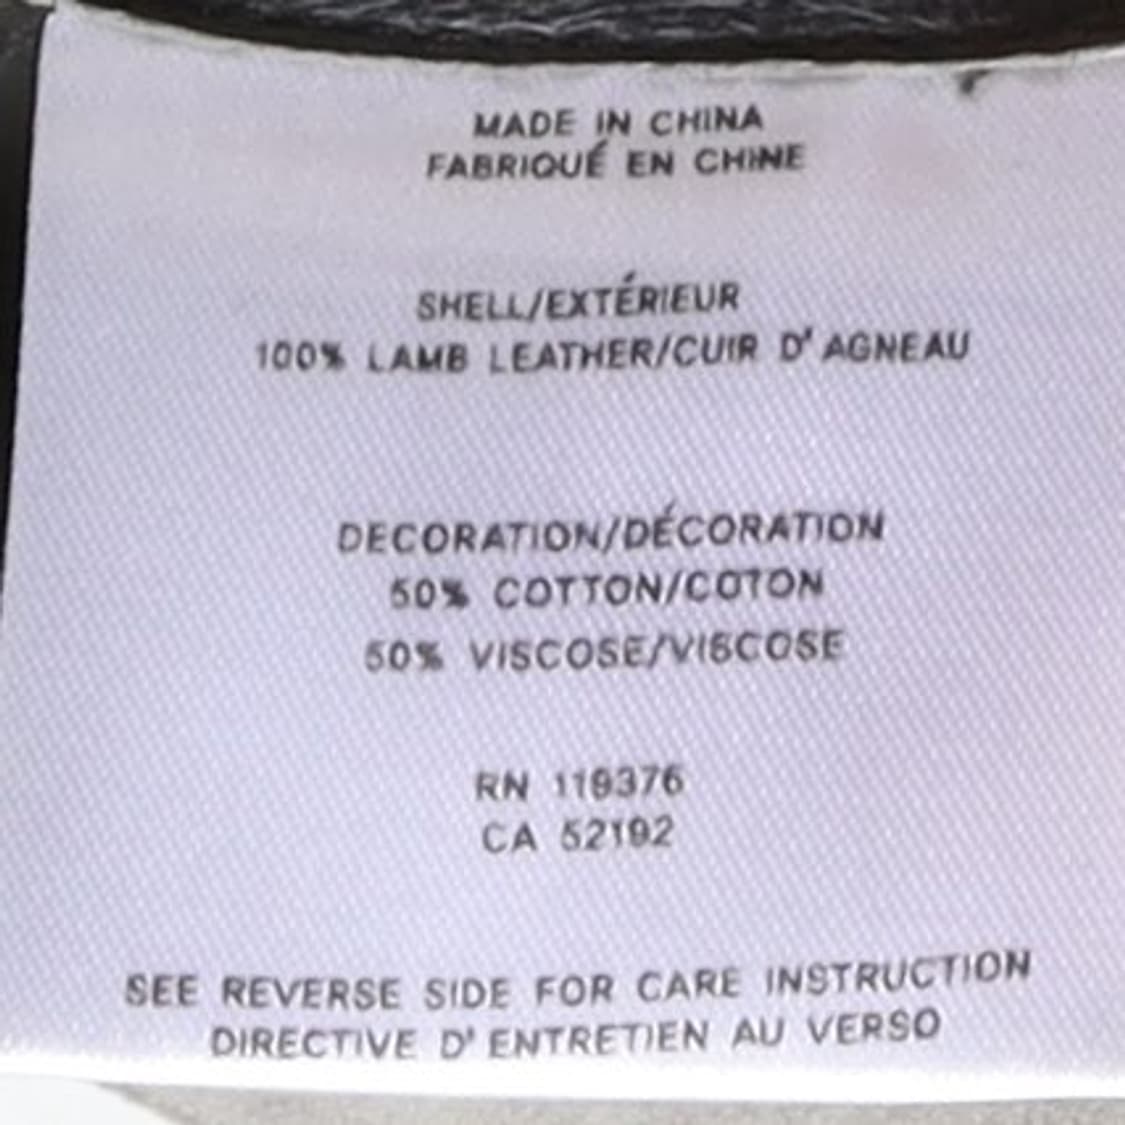 MADE IN CHINA
FABRIQUÉ EN CHINE
SHELL/EXTÉRIEUR
100% LAMB LEATHER/CUIR D' AGNEAU
DECORATION/DÉCORATION
50% COTTON/COTON
50% VISCOSE/VISCOSE
RN 119376
CA 52192
SEE REVERSE SIDE FOR CARE INSTRUCTION
DIRECTIVE D' ENTRETIEN AU VERSO